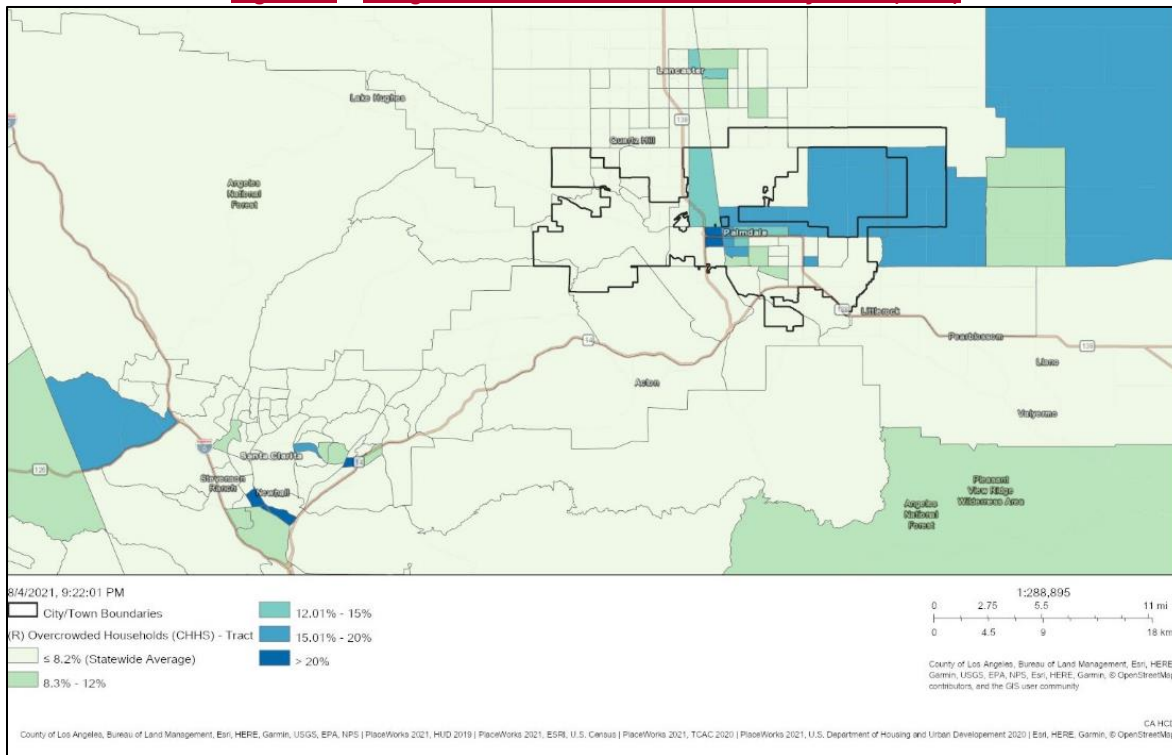 Lancaster
Lake Hughes
138
Quartz Hill
Angeles
National
Forest
Palmdale
Littlerock
Pearblossom
138
Llano
14
Acton
Valyermo
5
126
Santa Clarita
14
Stevenson
Ranch
Newhall
Pleasant
View Ridge
Wilderness Area
Angeles
National
Forest
8/4/2021, 9:22:01 PM
City/Town Boundaries
(R) Overcrowded Households (CHHS) - Tract
≤ 8.2% (Statewide Average)
8.3% - 12%
12.01% - 15%
15.01% - 20%
> 20%
1:288,895
0 2.75 5.5 11 mi
0 4.5 9 18 km
County of Los Angeles, Bureau of Land Management, Esri, HERE,
Garmin, USGS, EPA, NPS, Esri, HERE, Garmin, © OpenStreetMap
contributors, and the GIS user community
CA HCD
County of Los Angeles, Bureau of Land Management, Esri, HERE, Garmin, USGS, EPA, NPS | PlaceWorks 2021, HUD 2019 | PlaceWorks 2021, ESRI, U.S. Census | PlaceWorks 2021, TCAC 2020 | PlaceWorks 2021, U.S. Department of Housing and Urban Development 2020 | Esri, HERE, Garmin, © OpenStreetMap